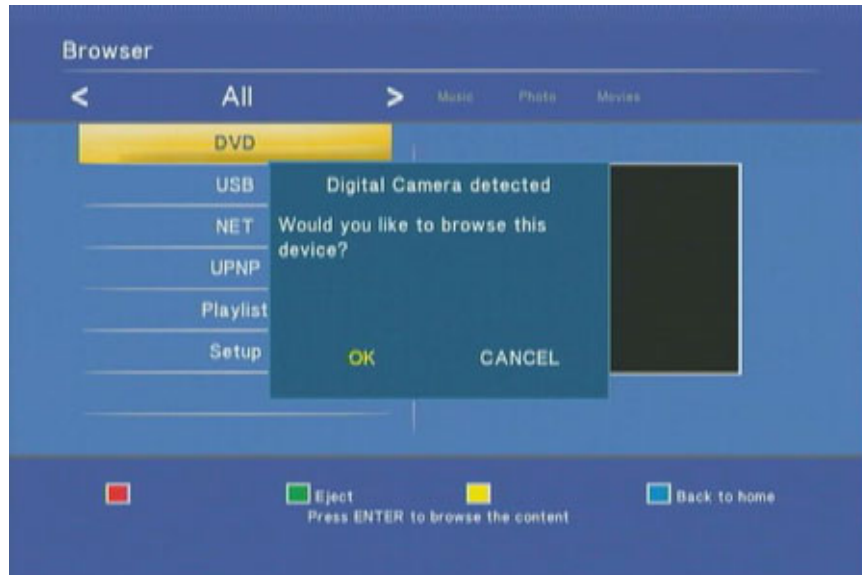 Browser
< All > Music Photo Movies
DVD
USB
NET
UPNP
Playlist
Setup
Digital Camera detected
Would you like to browse this
device?
OK CANCEL
Eject Back to home
Press ENTER to browse the content